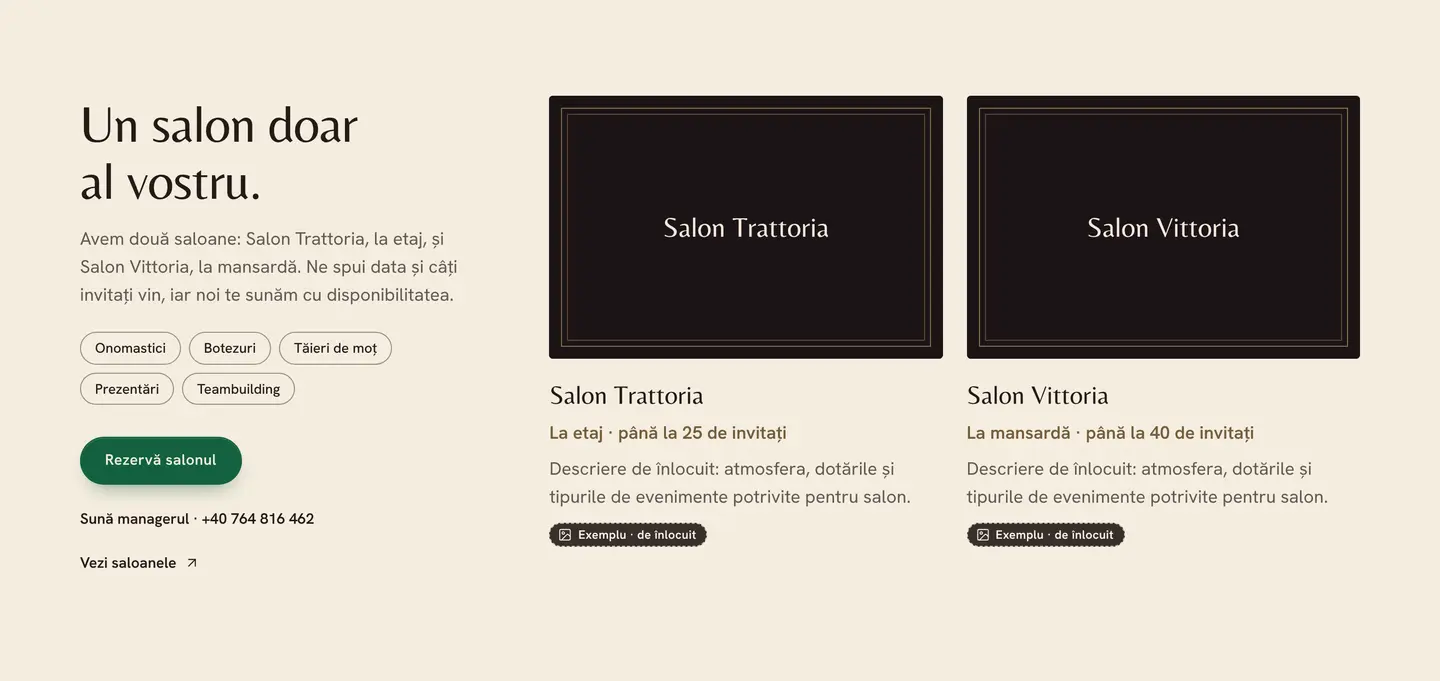 Un salon doar
al vostru.
Avem două saloane: Salon Trattoria, la etaj, și
Salon Vittoria, la mansardă. Ne spui data și câți
invitați vin, iar noi te sunăm cu disponibilitatea.
Onomastici
Botezuri
Tăieri de moț
Prezentări
Teambuilding
Rezervă salonul
Sună managerul · +40 764 816 462
Vezi saloanele
Salon Trattoria
Salon Trattoria
La etaj · până la 25 de invitați
Descriere de înlocuit: atmosfera, dotările și
tipurile de evenimente potrivite pentru salon.
Exemplu · de înlocuit
Salon Vittoria
Salon Vittoria
La mansardă · până la 40 de invitați
Descriere de înlocuit: atmosfera, dotările și
tipurile de evenimente potrivite pentru salon.
Exemplu · de înlocuit